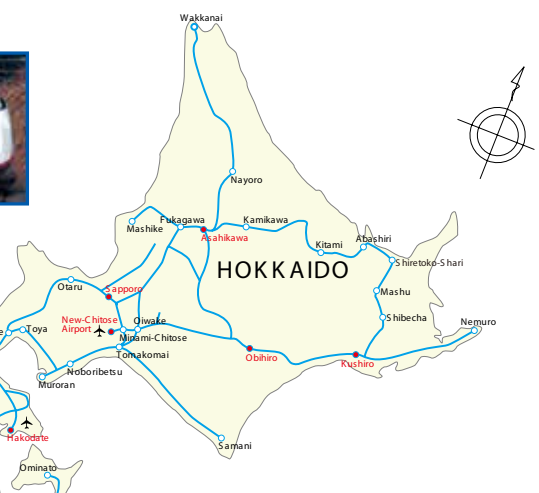 Wakkanai
Nayoro
Mashike
Fukagawa
Kamikawa
Asahikawa
Kitami
Abashiri
Shiretoko-Shari
HOKKAIDO
Otaru
Sapporo
Mashu
Shibecha
Nemuro
New-Chitose
Airport
Oiwake
Minami-Chitose
Toya
Tomakomai
Obihiro
Kushiro
Noboribetsu
Muroran
Hakodate
Samani
Ominato